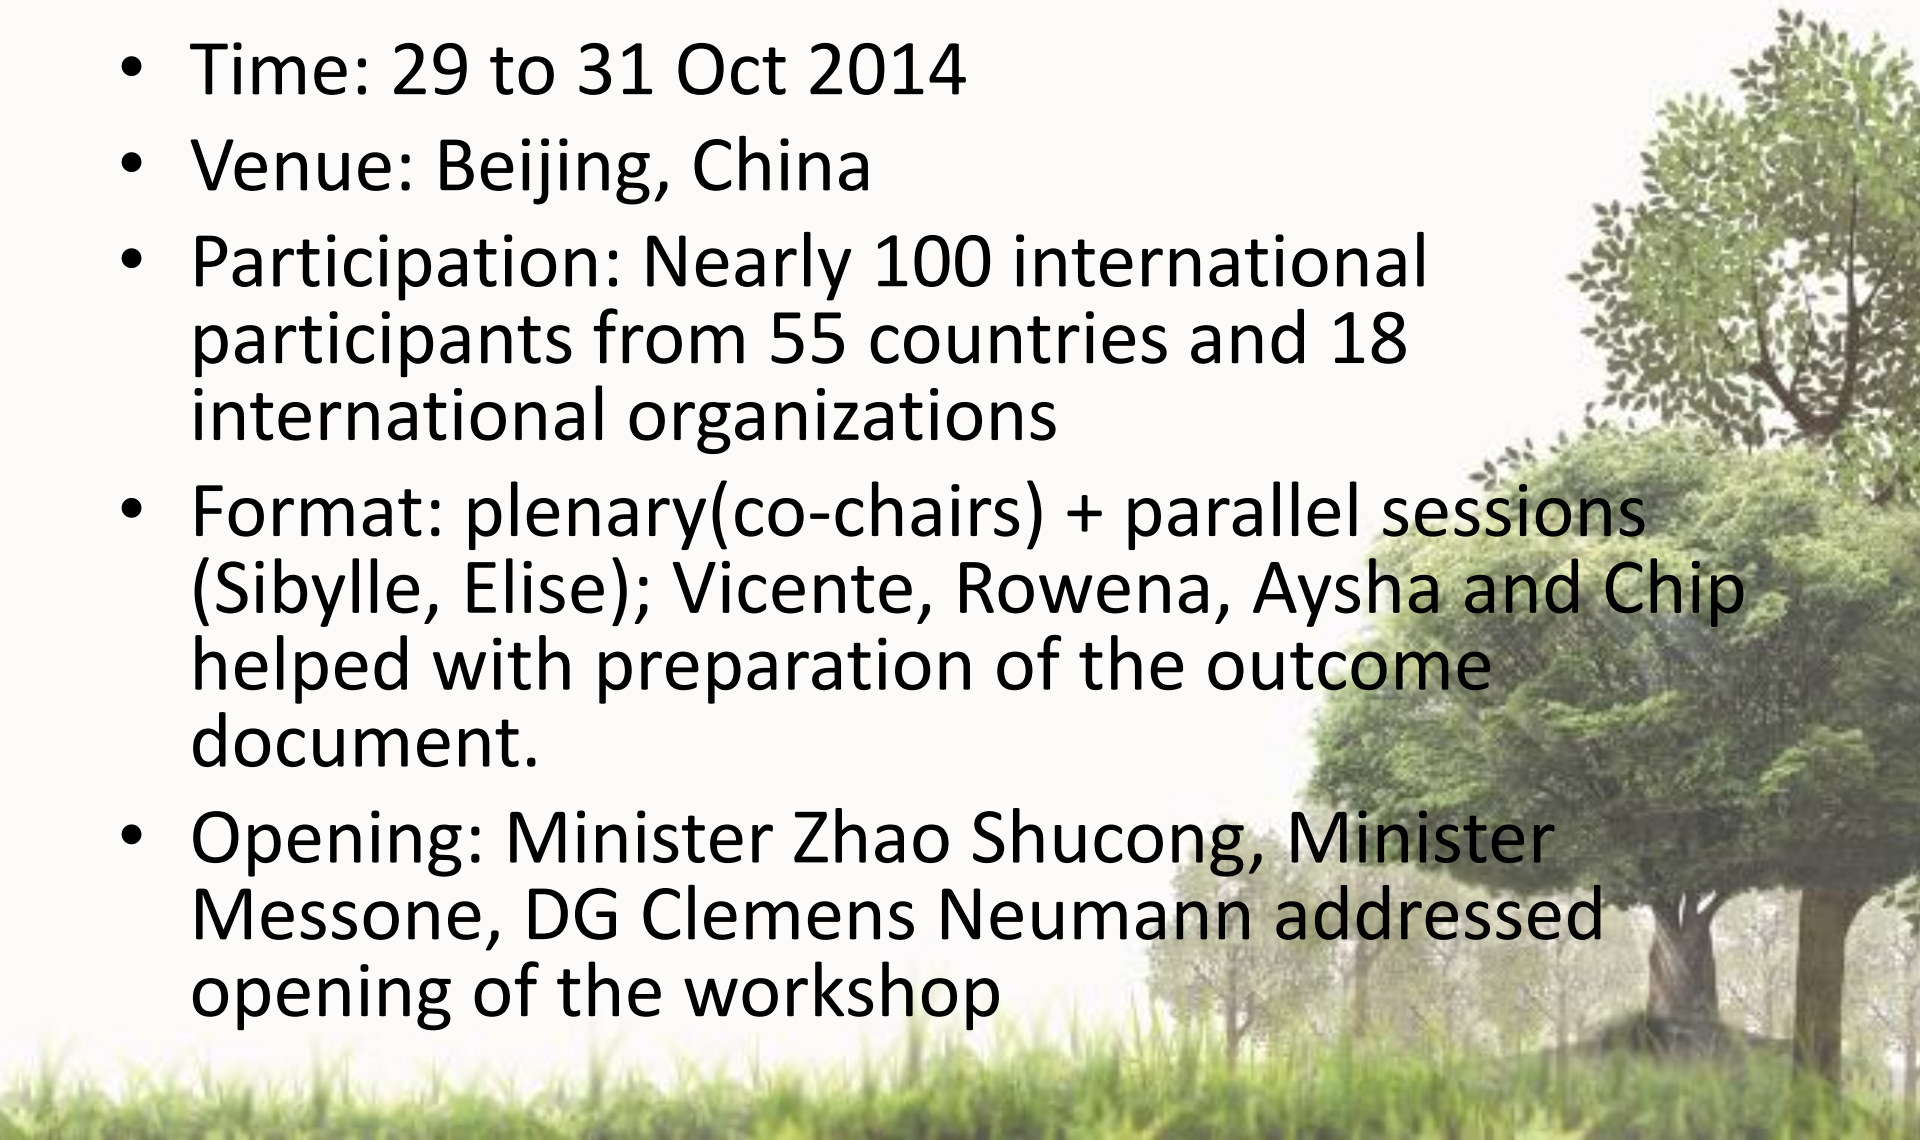 • Time: 29 to 31 Oct 2014
• Venue: Beijing, China
• Participation: Nearly 100 international
participants from 55 countries and 18
international organizations
• Format: plenary(co-chairs) + parallel sessions
(Sibylle, Elise); Vicente, Rowena, Aysha and Chip
helped with preparation of the outcome
document.
• Opening: Minister Zhao Shucong, Minister
Messone, DG Clemens Neumann addressed
opening of the workshop